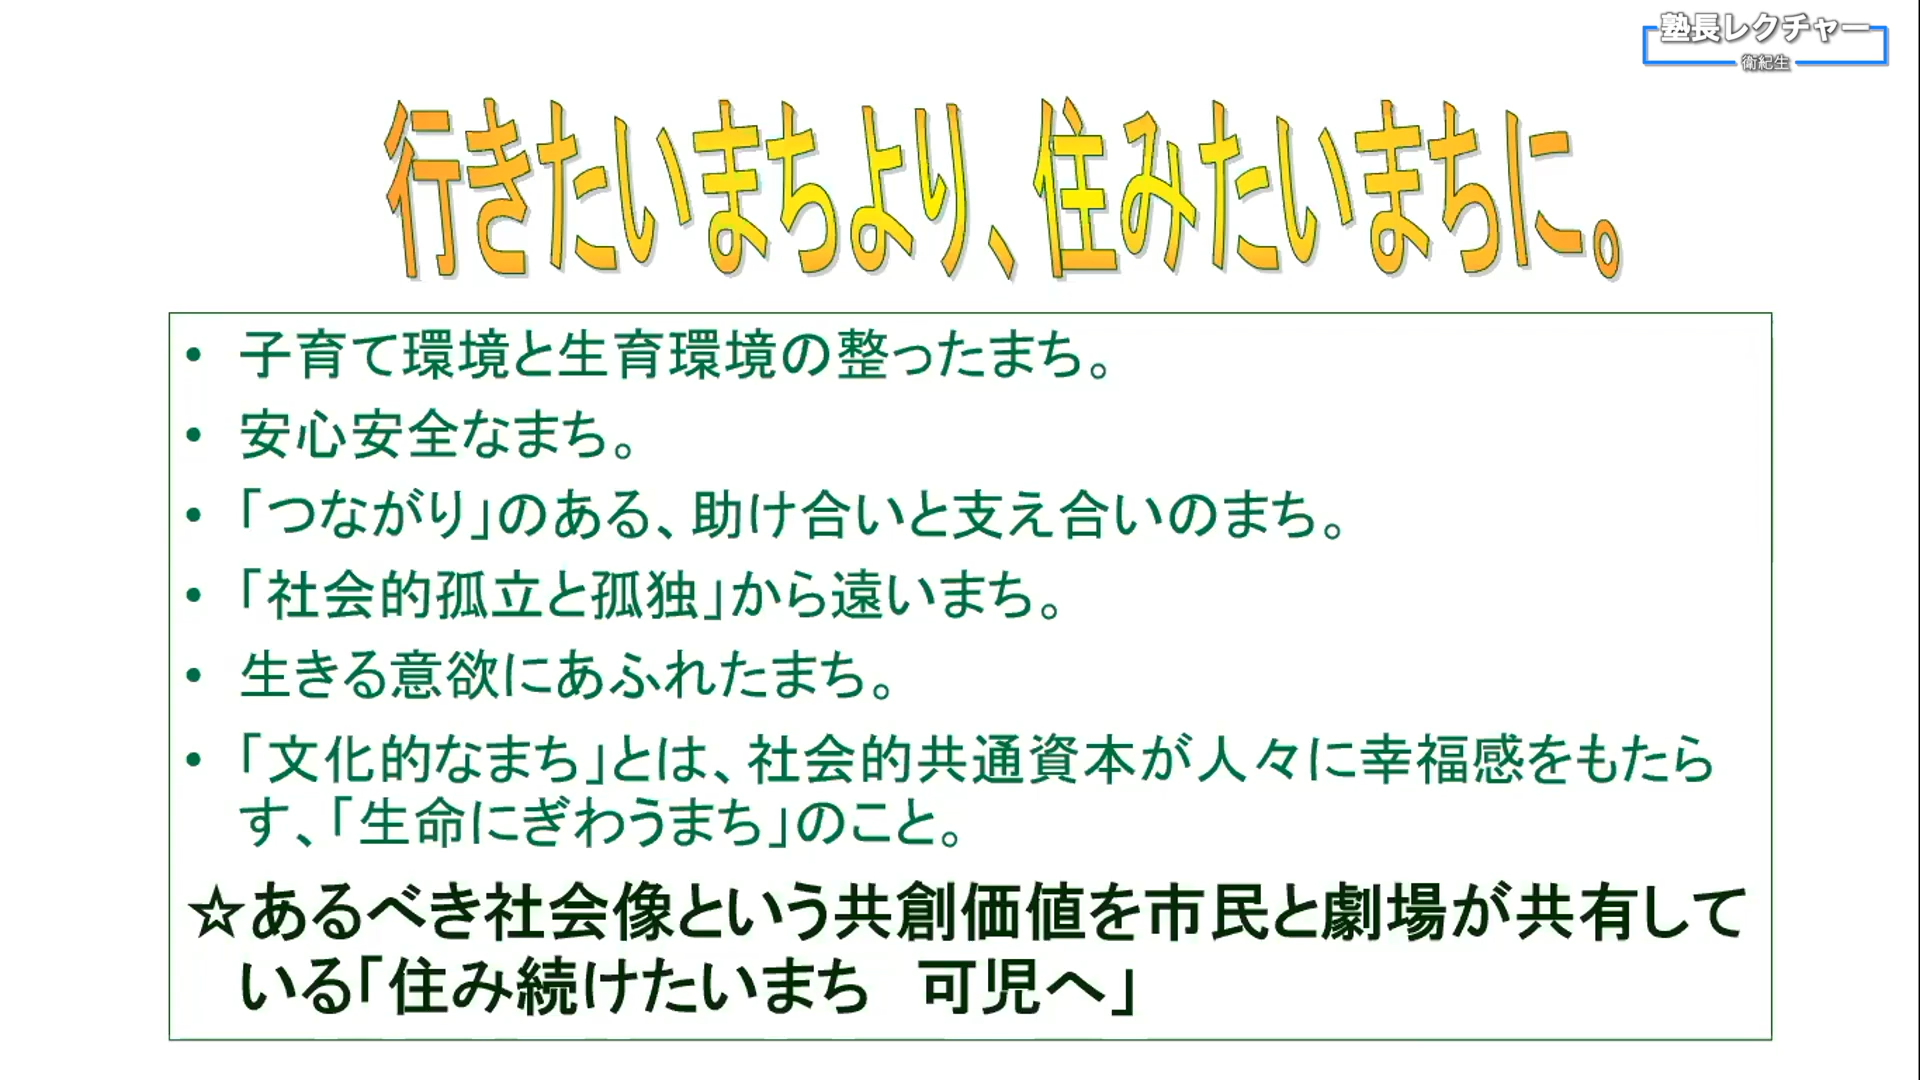 塾長レクチャー
衛紀生
行きたいまちより、住みたいまちに。
• 子育て環境と生育環境の整ったまち。
• 安心安全なまち。
• 「つながり」のある、助け合いと支え合いのまち。
• 「社会的孤立と孤独」から遠いまち。
• 生きる意欲にあふれたまち。
• 「文化的なまち」とは、社会的共通資本が人々に幸福感をもたら
す、「生命にぎわうまち」のこと。
☆あるべき社会像という共創価値を市民と劇場が共有して
いる「住み続けたいまち　可児へ」